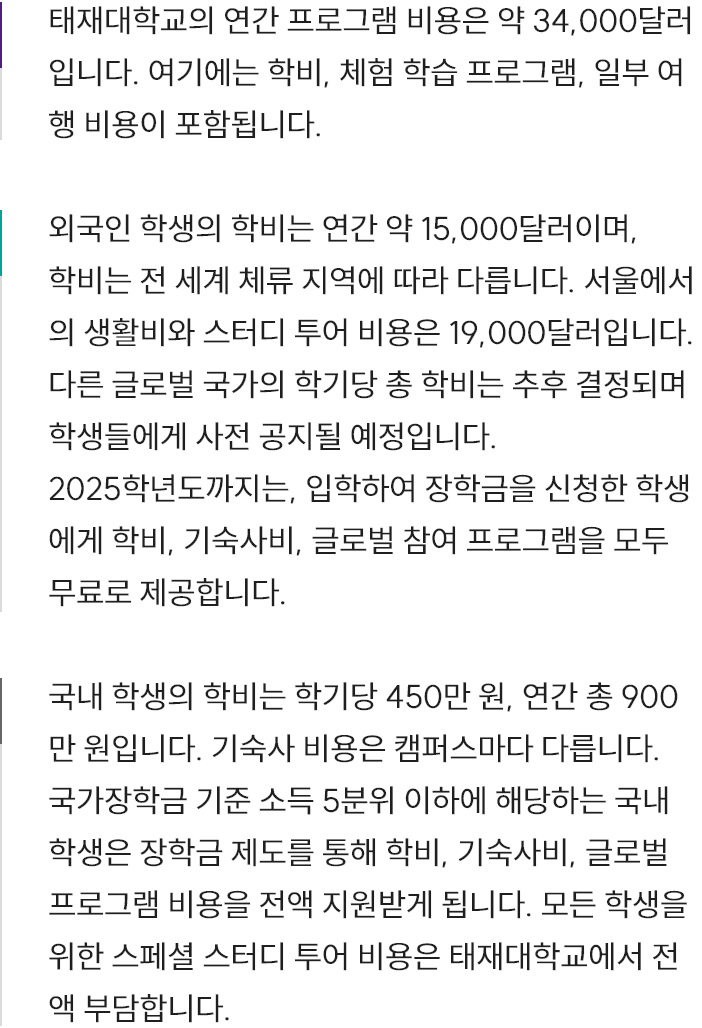 태재대학교의 연간 프로그램 비용은 약 34,000달러
입니다. 여기에는 학비, 체험 학습 프로그램, 일부 여
행 비용이 포함됩니다.
외국인 학생의 학비는 연간 약 15,000달러이며,
학비는 전 세계 체류 지역에 따라 다릅니다. 서울에서
의 생활비와 스터디 투어 비용은 19,000달러입니다.
다른 글로벌 국가의 학기당 총 학비는 추후 결정되며
학생들에게 사전 공지될 예정입니다.
2025학년도까지는, 입학하여 장학금을 신청한 학생
에게 학비, 기숙사비, 글로벌 참여 프로그램을 모두
무료로 제공합니다.
국내 학생의 학비는 학기당 450만 원, 연간 총 900
만 원입니다. 기숙사 비용은 캠퍼스마다 다릅니다.
국가장학금 기준 소득 5분위 이하에 해당하는 국내
학생은 장학금 제도를 통해 학비, 기숙사비, 글로벌
프로그램 비용을 전액 지원받게 됩니다. 모든 학생을
위한 스페셜 스터디 투어 비용은 태재대학교에서 전
액 부담합니다.